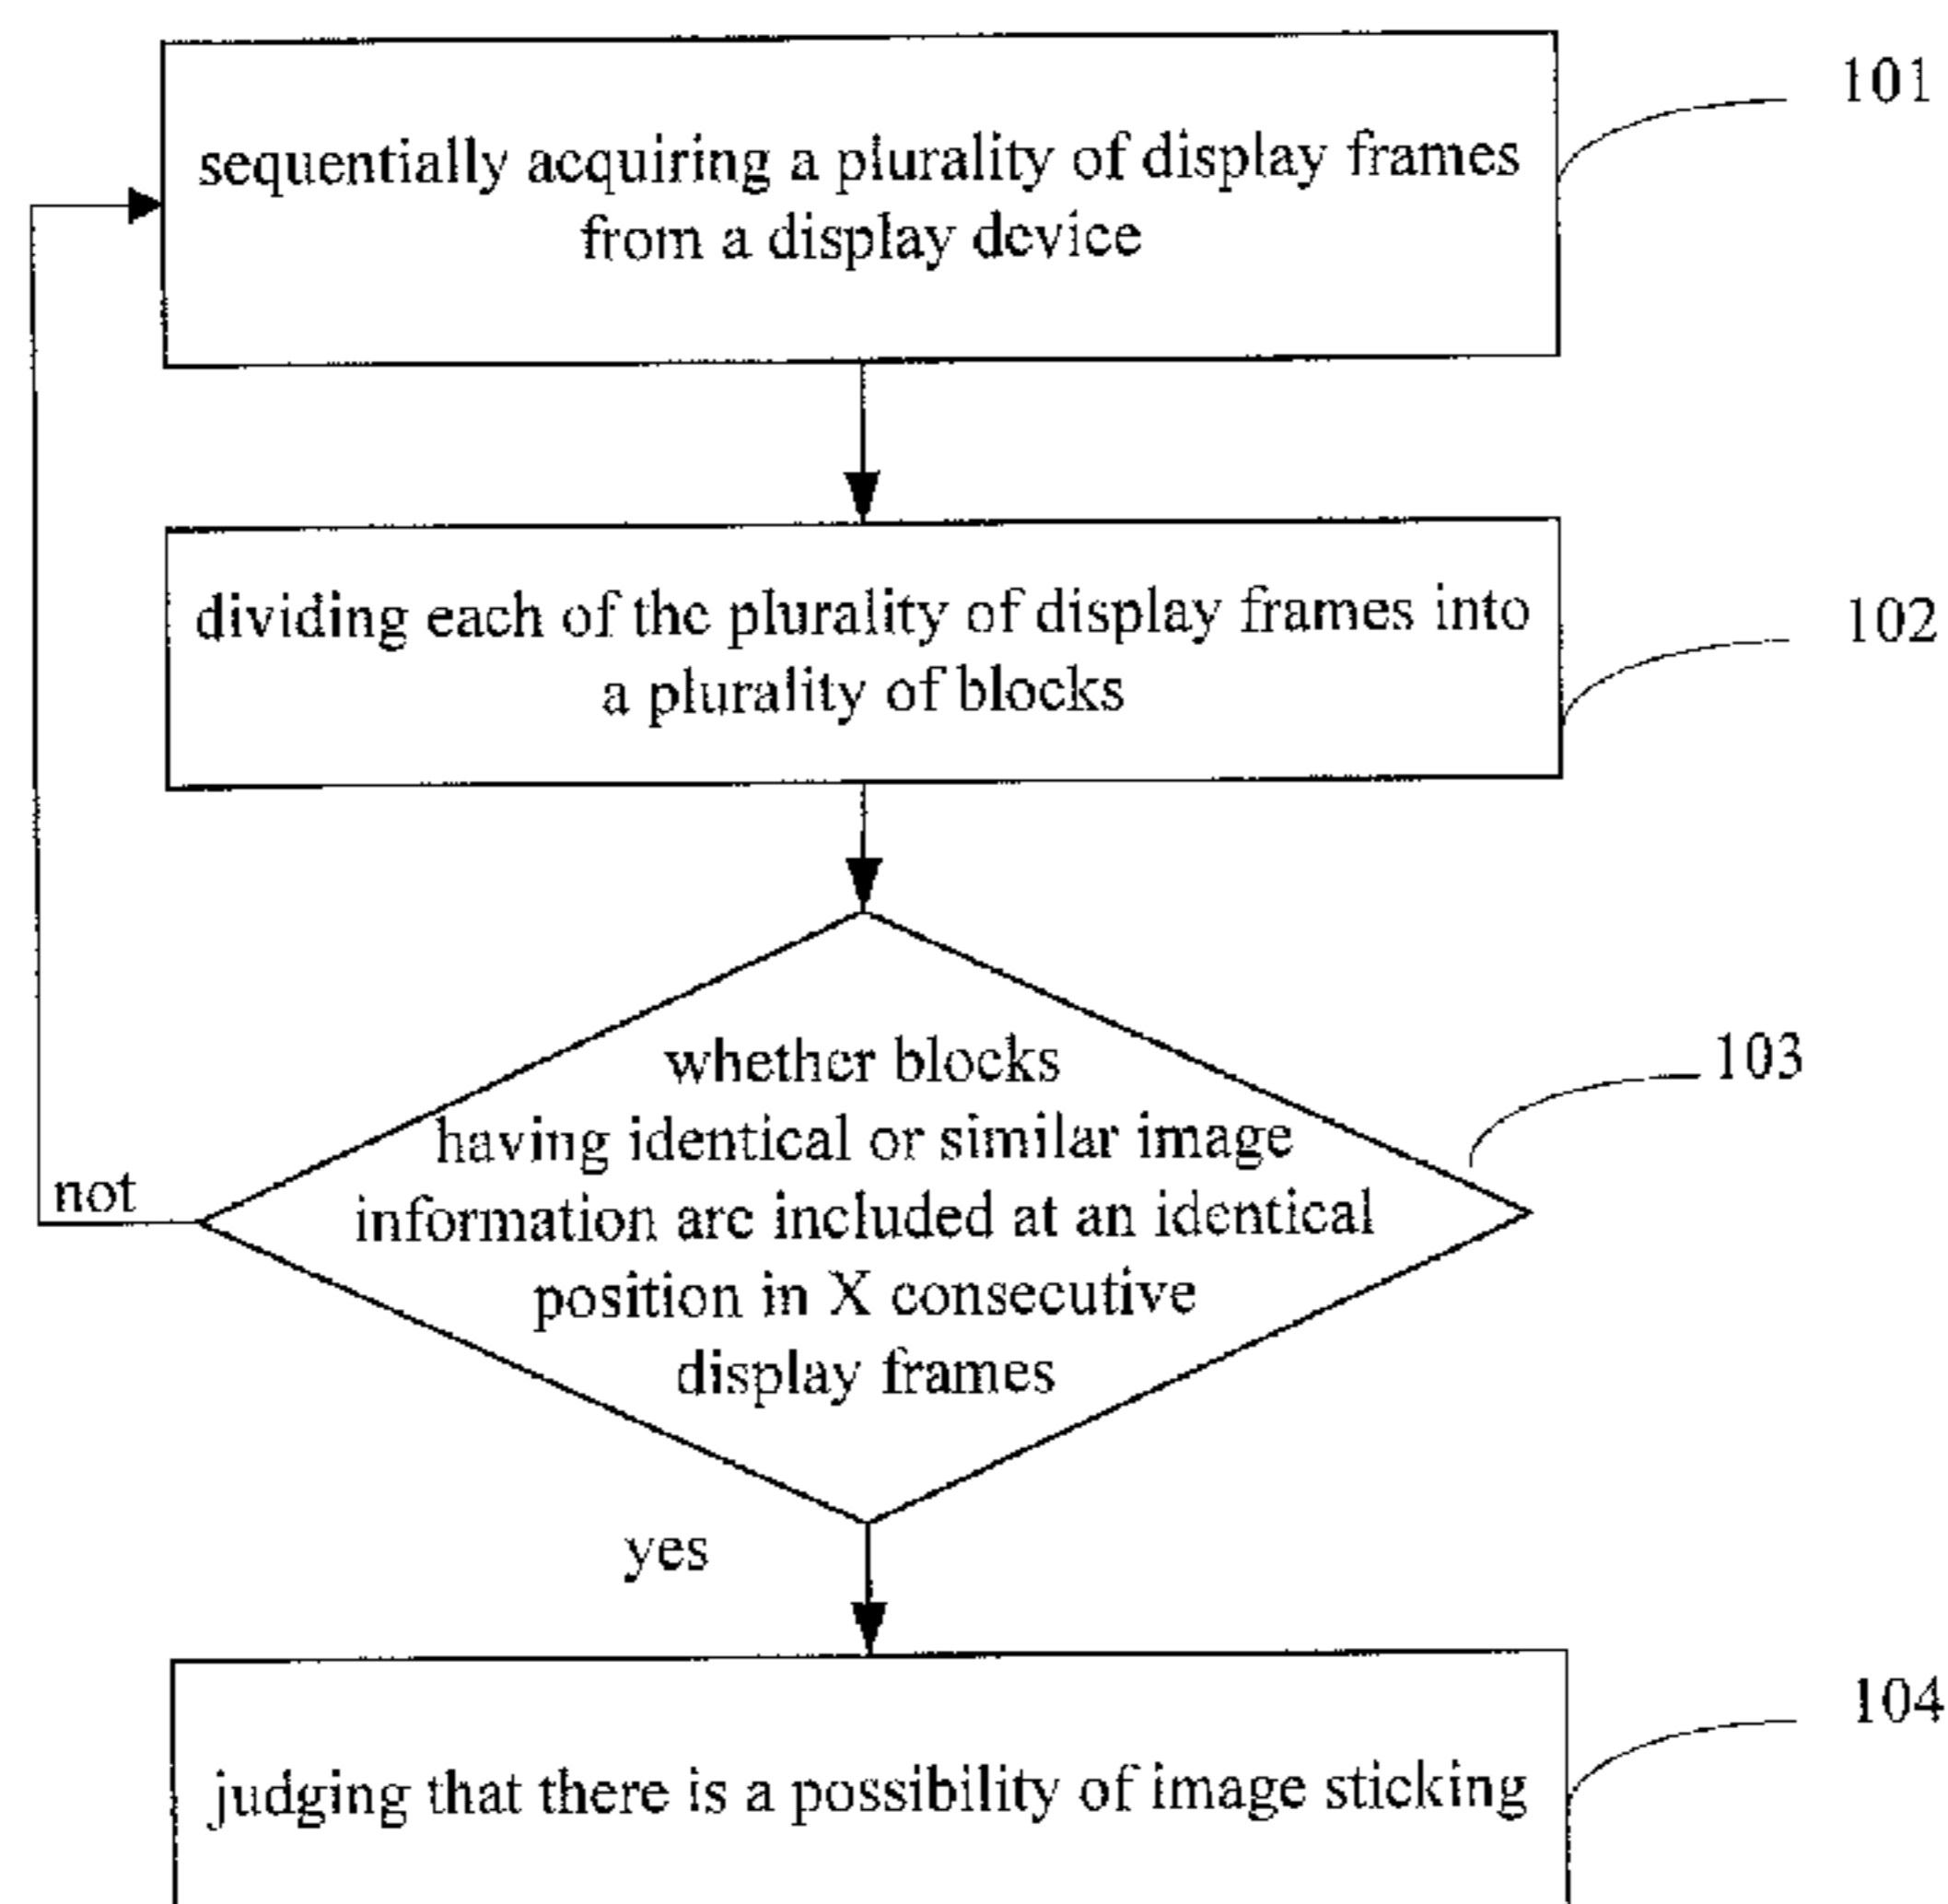 101
sequentially acquiring a plurality of display frames
from a display device
102
dividing each of the plurality of display frames into
a plurality of blocks
103
whether blocks
having identical or similar image
information are included at an identical
position in X consecutive
display frames
not
yes
104
judging that there is a possibility of image sticking